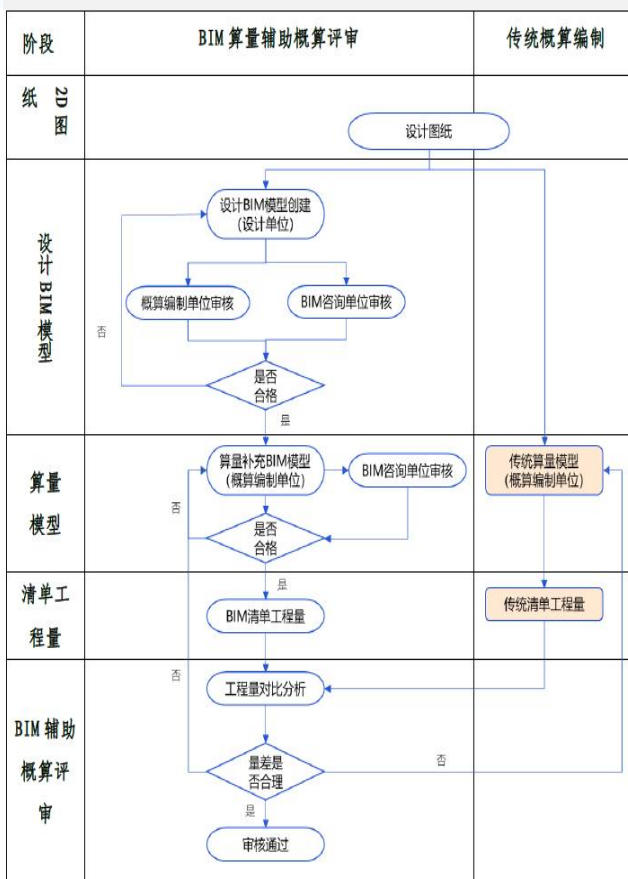 阶段
BIM 算量辅助概算评审
传统概算编制
纸 2D
图
设计图纸
设计BIM模型
设计BIM模型创建
（设计单位）
概算编制单位审核
BIM咨询单位审核
否
是否
合格
是
算量
模型
算量补充BIM模型
（概算编制单位）
BIM咨询单位审核
传统算量模型
（概算编制单位）
否
是否
合格
是
清单工
程量
BIM清单工程量
传统清单工程量
否
工程量对比分析
BIM 辅助
概算评
审
量差是
否合理
否
是
审核通过